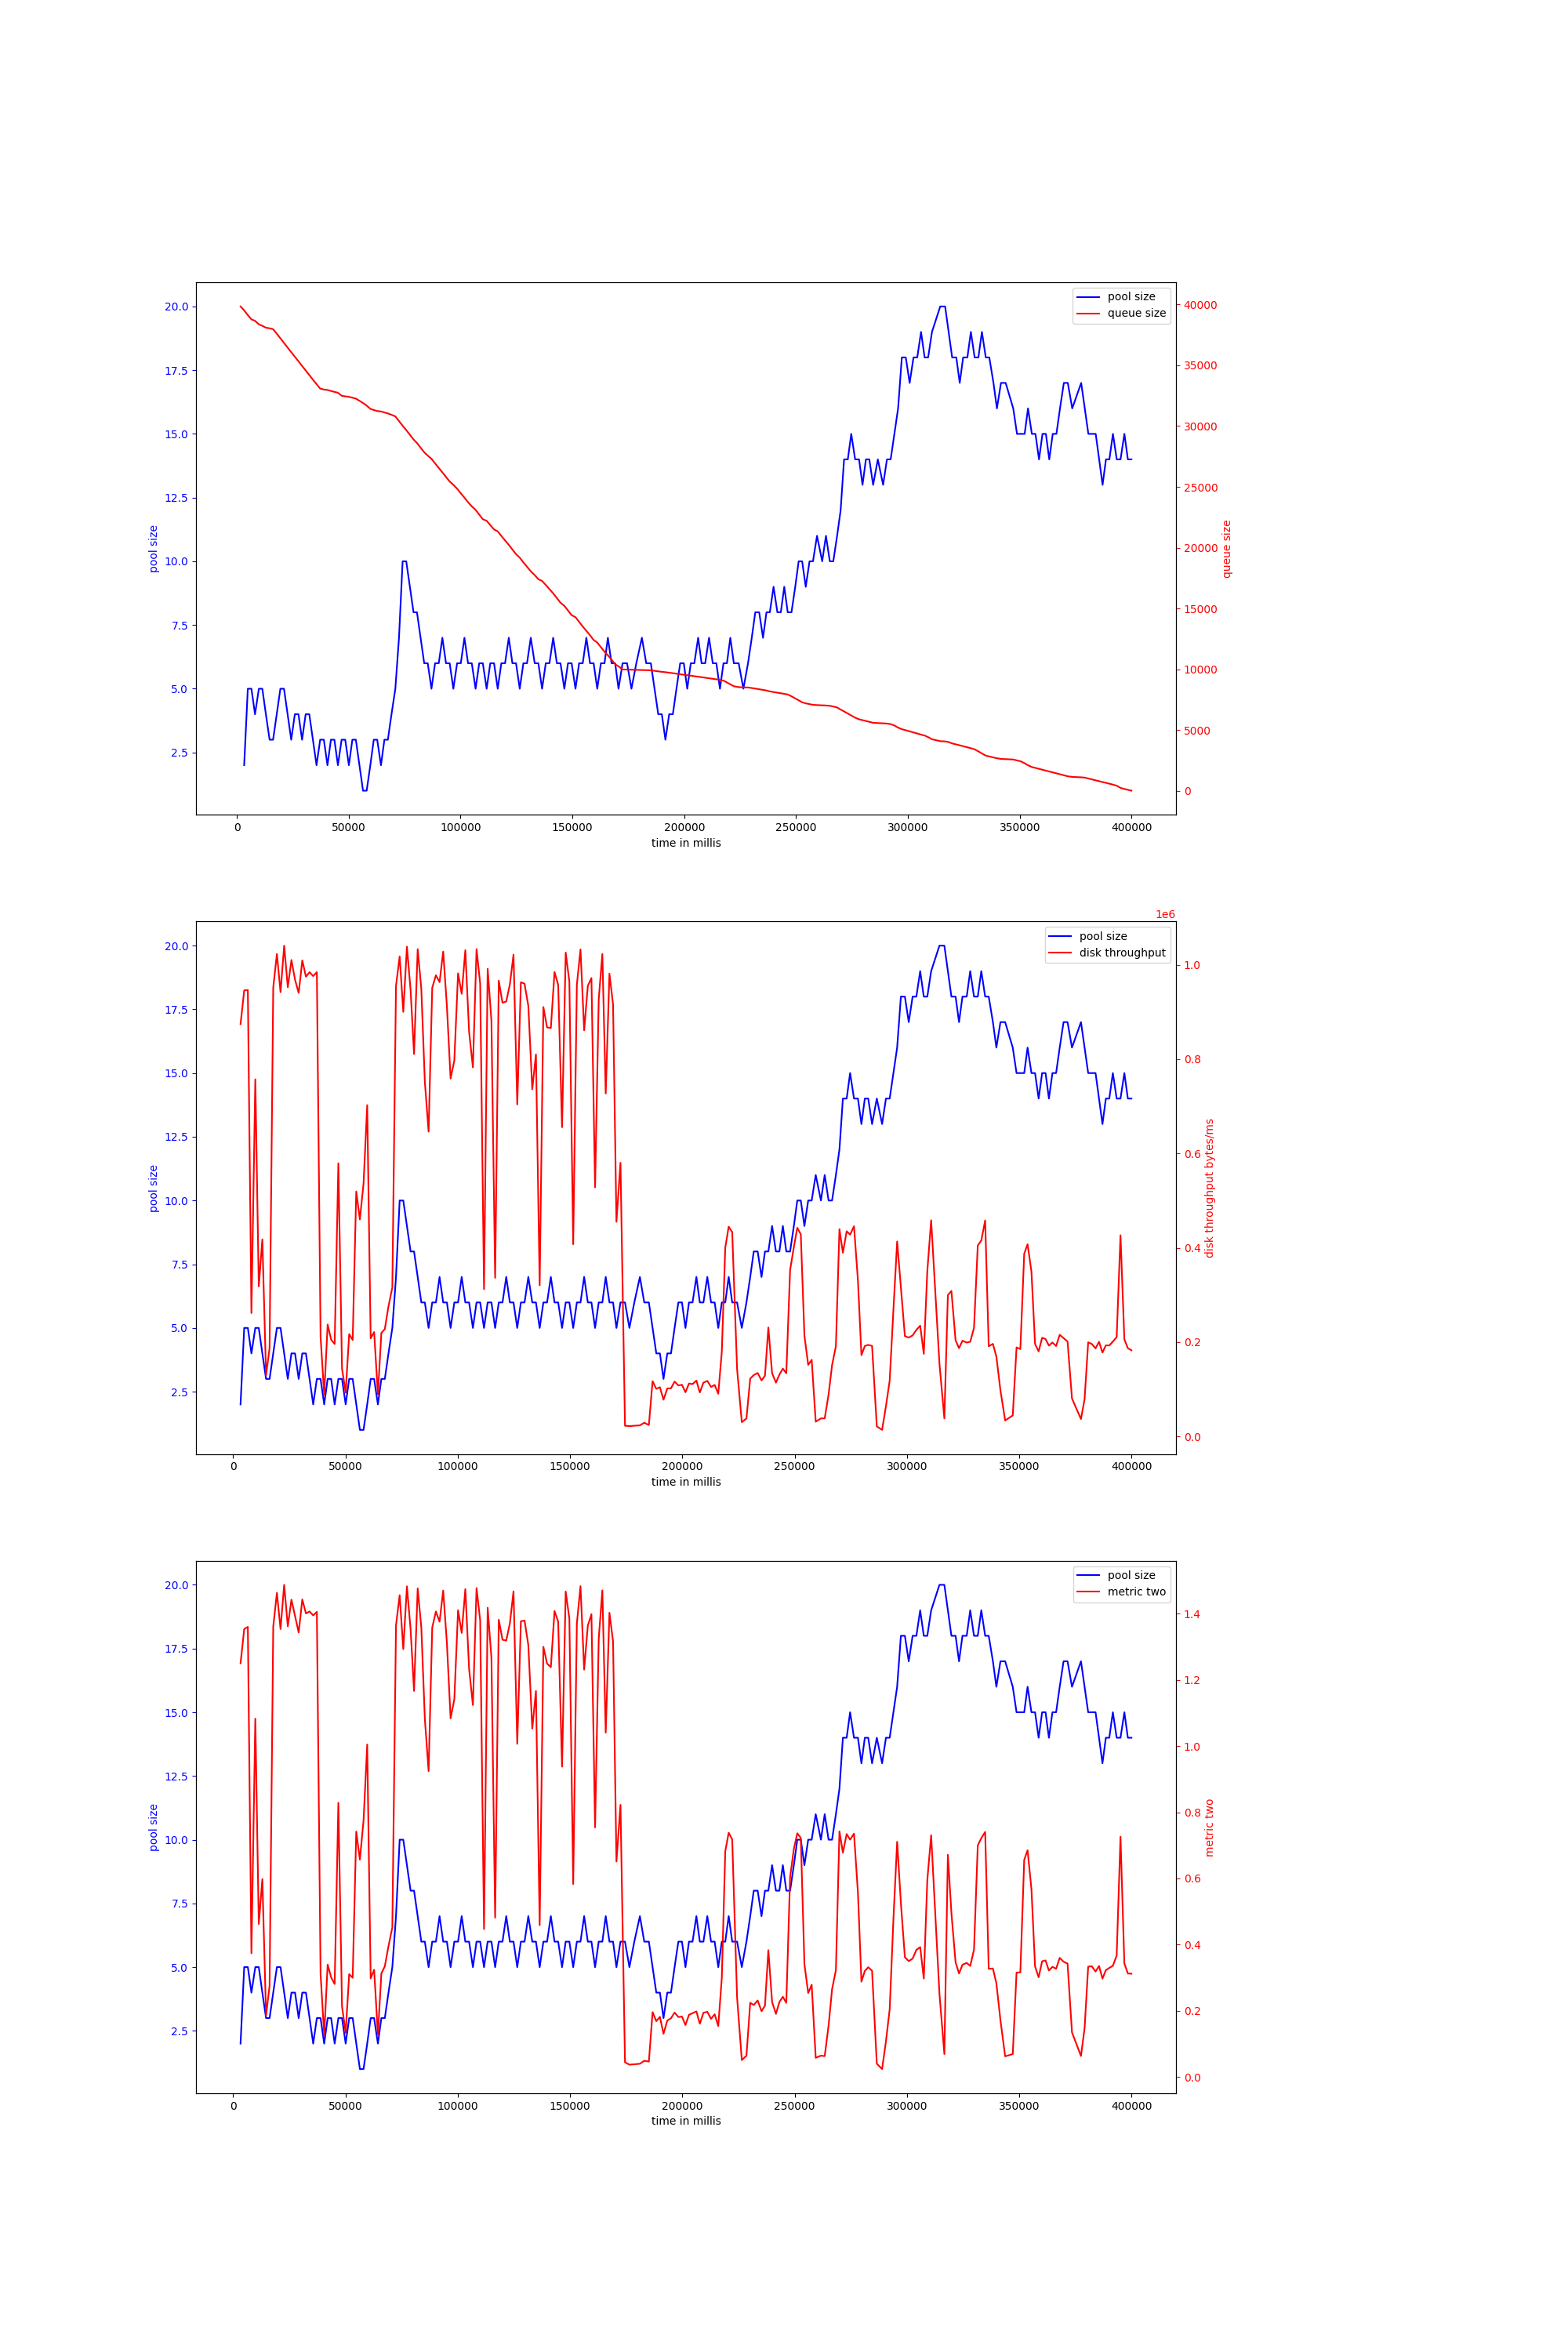 pool size
queue size
20.0
17.5
15.0
12.5
10.0
7.5
5.0
2.5
pool size
40000
35000
30000
25000
20000
15000
10000
5000
0
queue size
0 50000 100000 150000 200000 250000 300000 350000 400000
time in millis
1e6
pool size
disk throughput
20.0
17.5
15.0
12.5
10.0
7.5
5.0
2.5
pool size
1.0
0.8
0.6
0.4
0.2
0.0
disk throughput bytes/ms
0 50000 100000 150000 200000 250000 300000 350000 400000
time in millis
pool size
metric two
20.0
17.5
15.0
12.5
10.0
7.5
5.0
2.5
pool size
1.4
1.2
1.0
0.8
0.6
0.4
0.2
0.0
metric two
0 50000 100000 150000 200000 250000 300000 350000 400000
time in millis